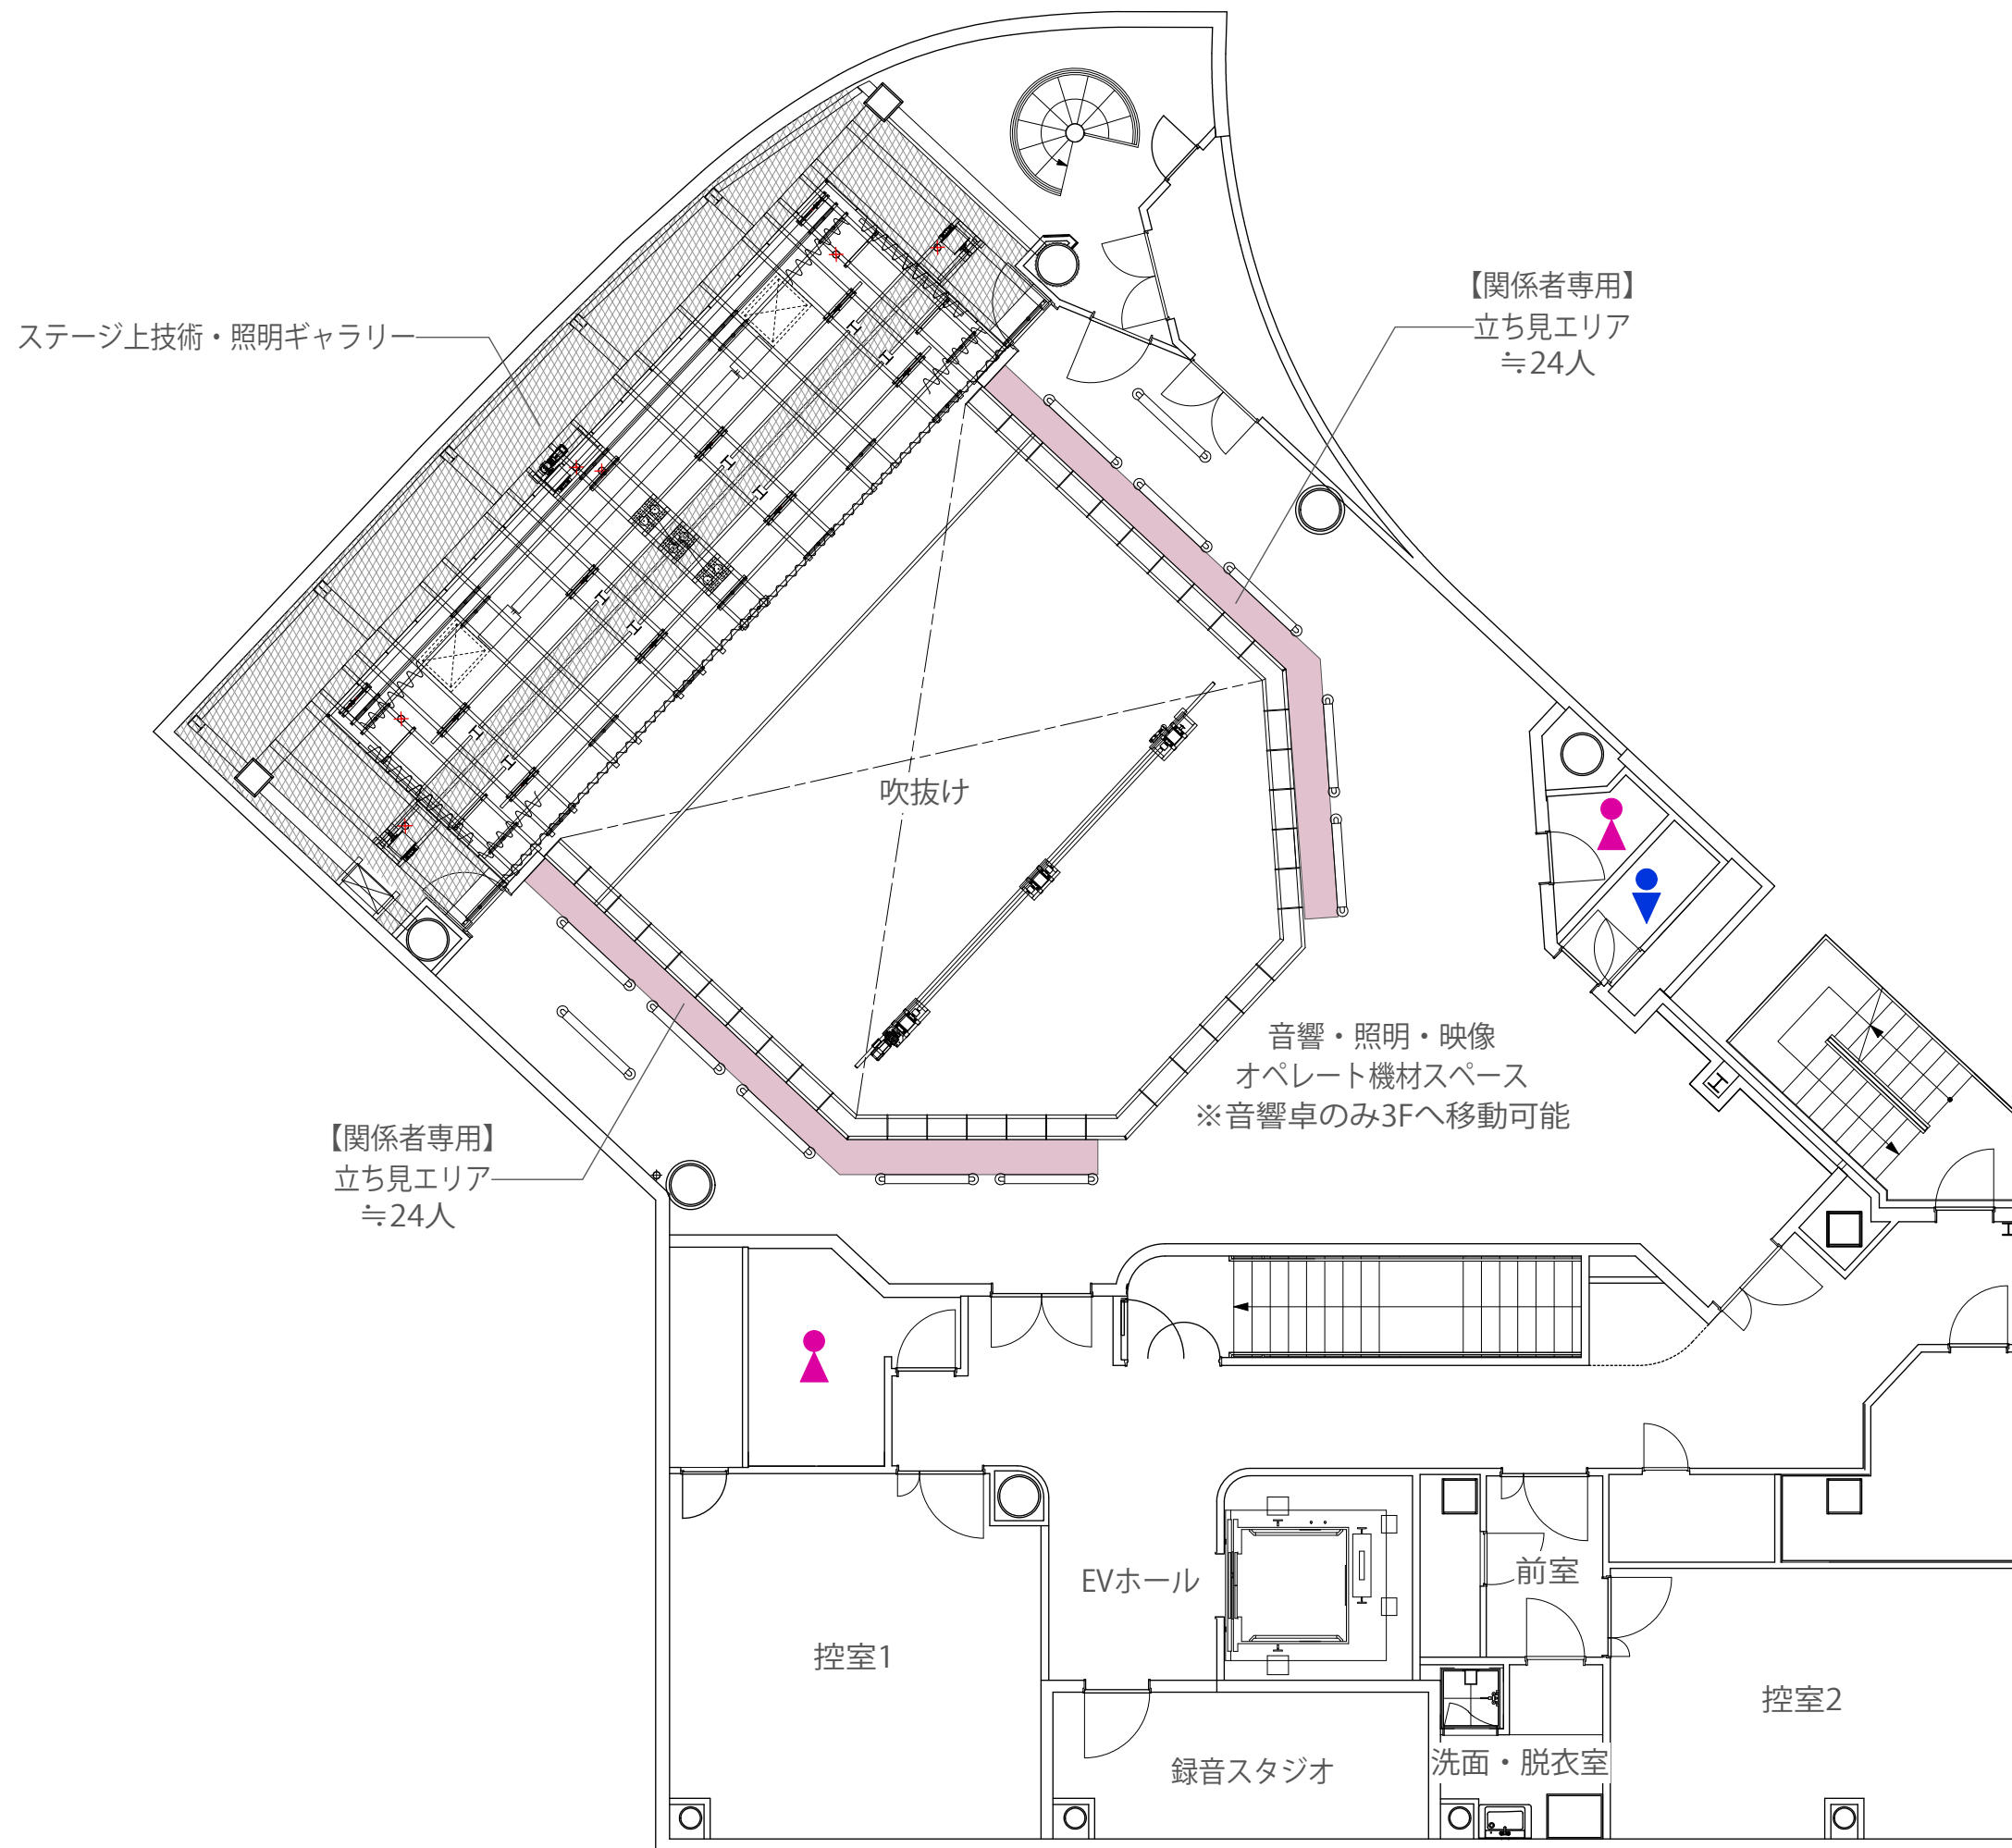 【関係者専用】
立ち見エリア
≒24人
ステージ上技術・照明ギャラリー
吹抜け
音響・照明・映像
オペレート機材スペース
※音響卓のみ3Fへ移動可能
【関係者専用】
立ち見エリア
≒24人
EVホール
前室
控室1
控室2
録音スタジオ
洗面・脱衣室